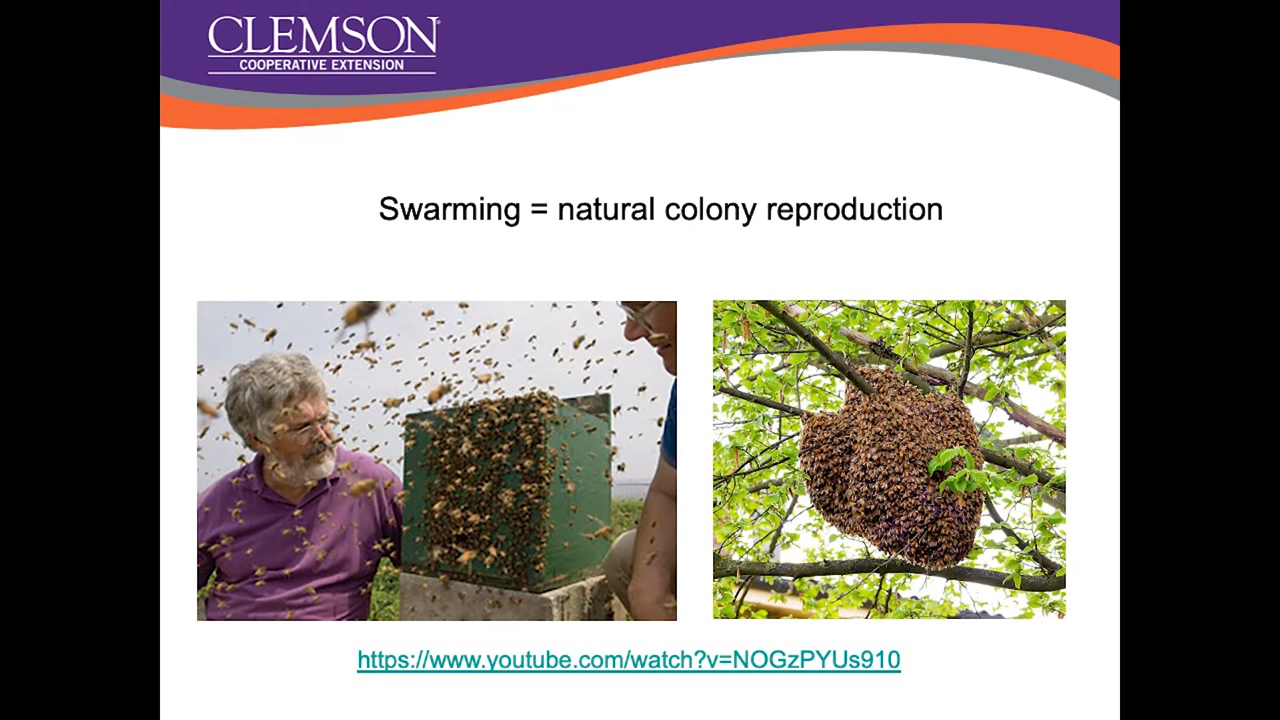 CLEMSON®
COOPERATIVE EXTENSION
Swarming = natural colony reproduction
https://www.youtube.com/watch?v=NOGzPYUs910